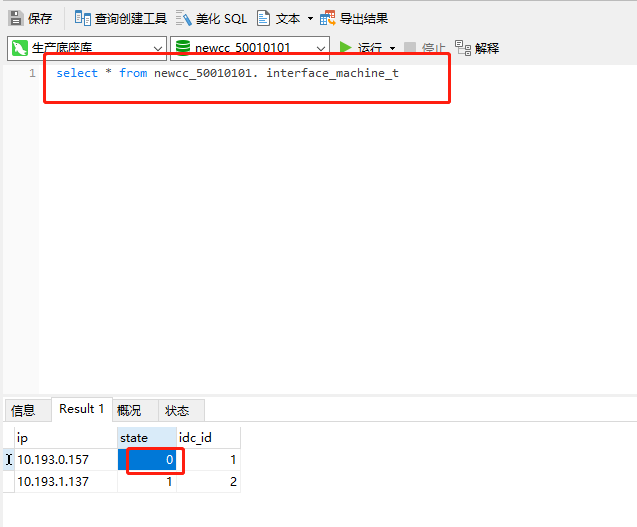 保存 查询创建工具 美化 SQL 文本 导出结果
生产底座库 newcc_50010101 运行 停止 解释
1 select * from newcc_50010101. interface_machine_t
信息 Result 1 概况 状态
ip state idc_id
10.193.0.157 0 1
10.193.1.137 1 2